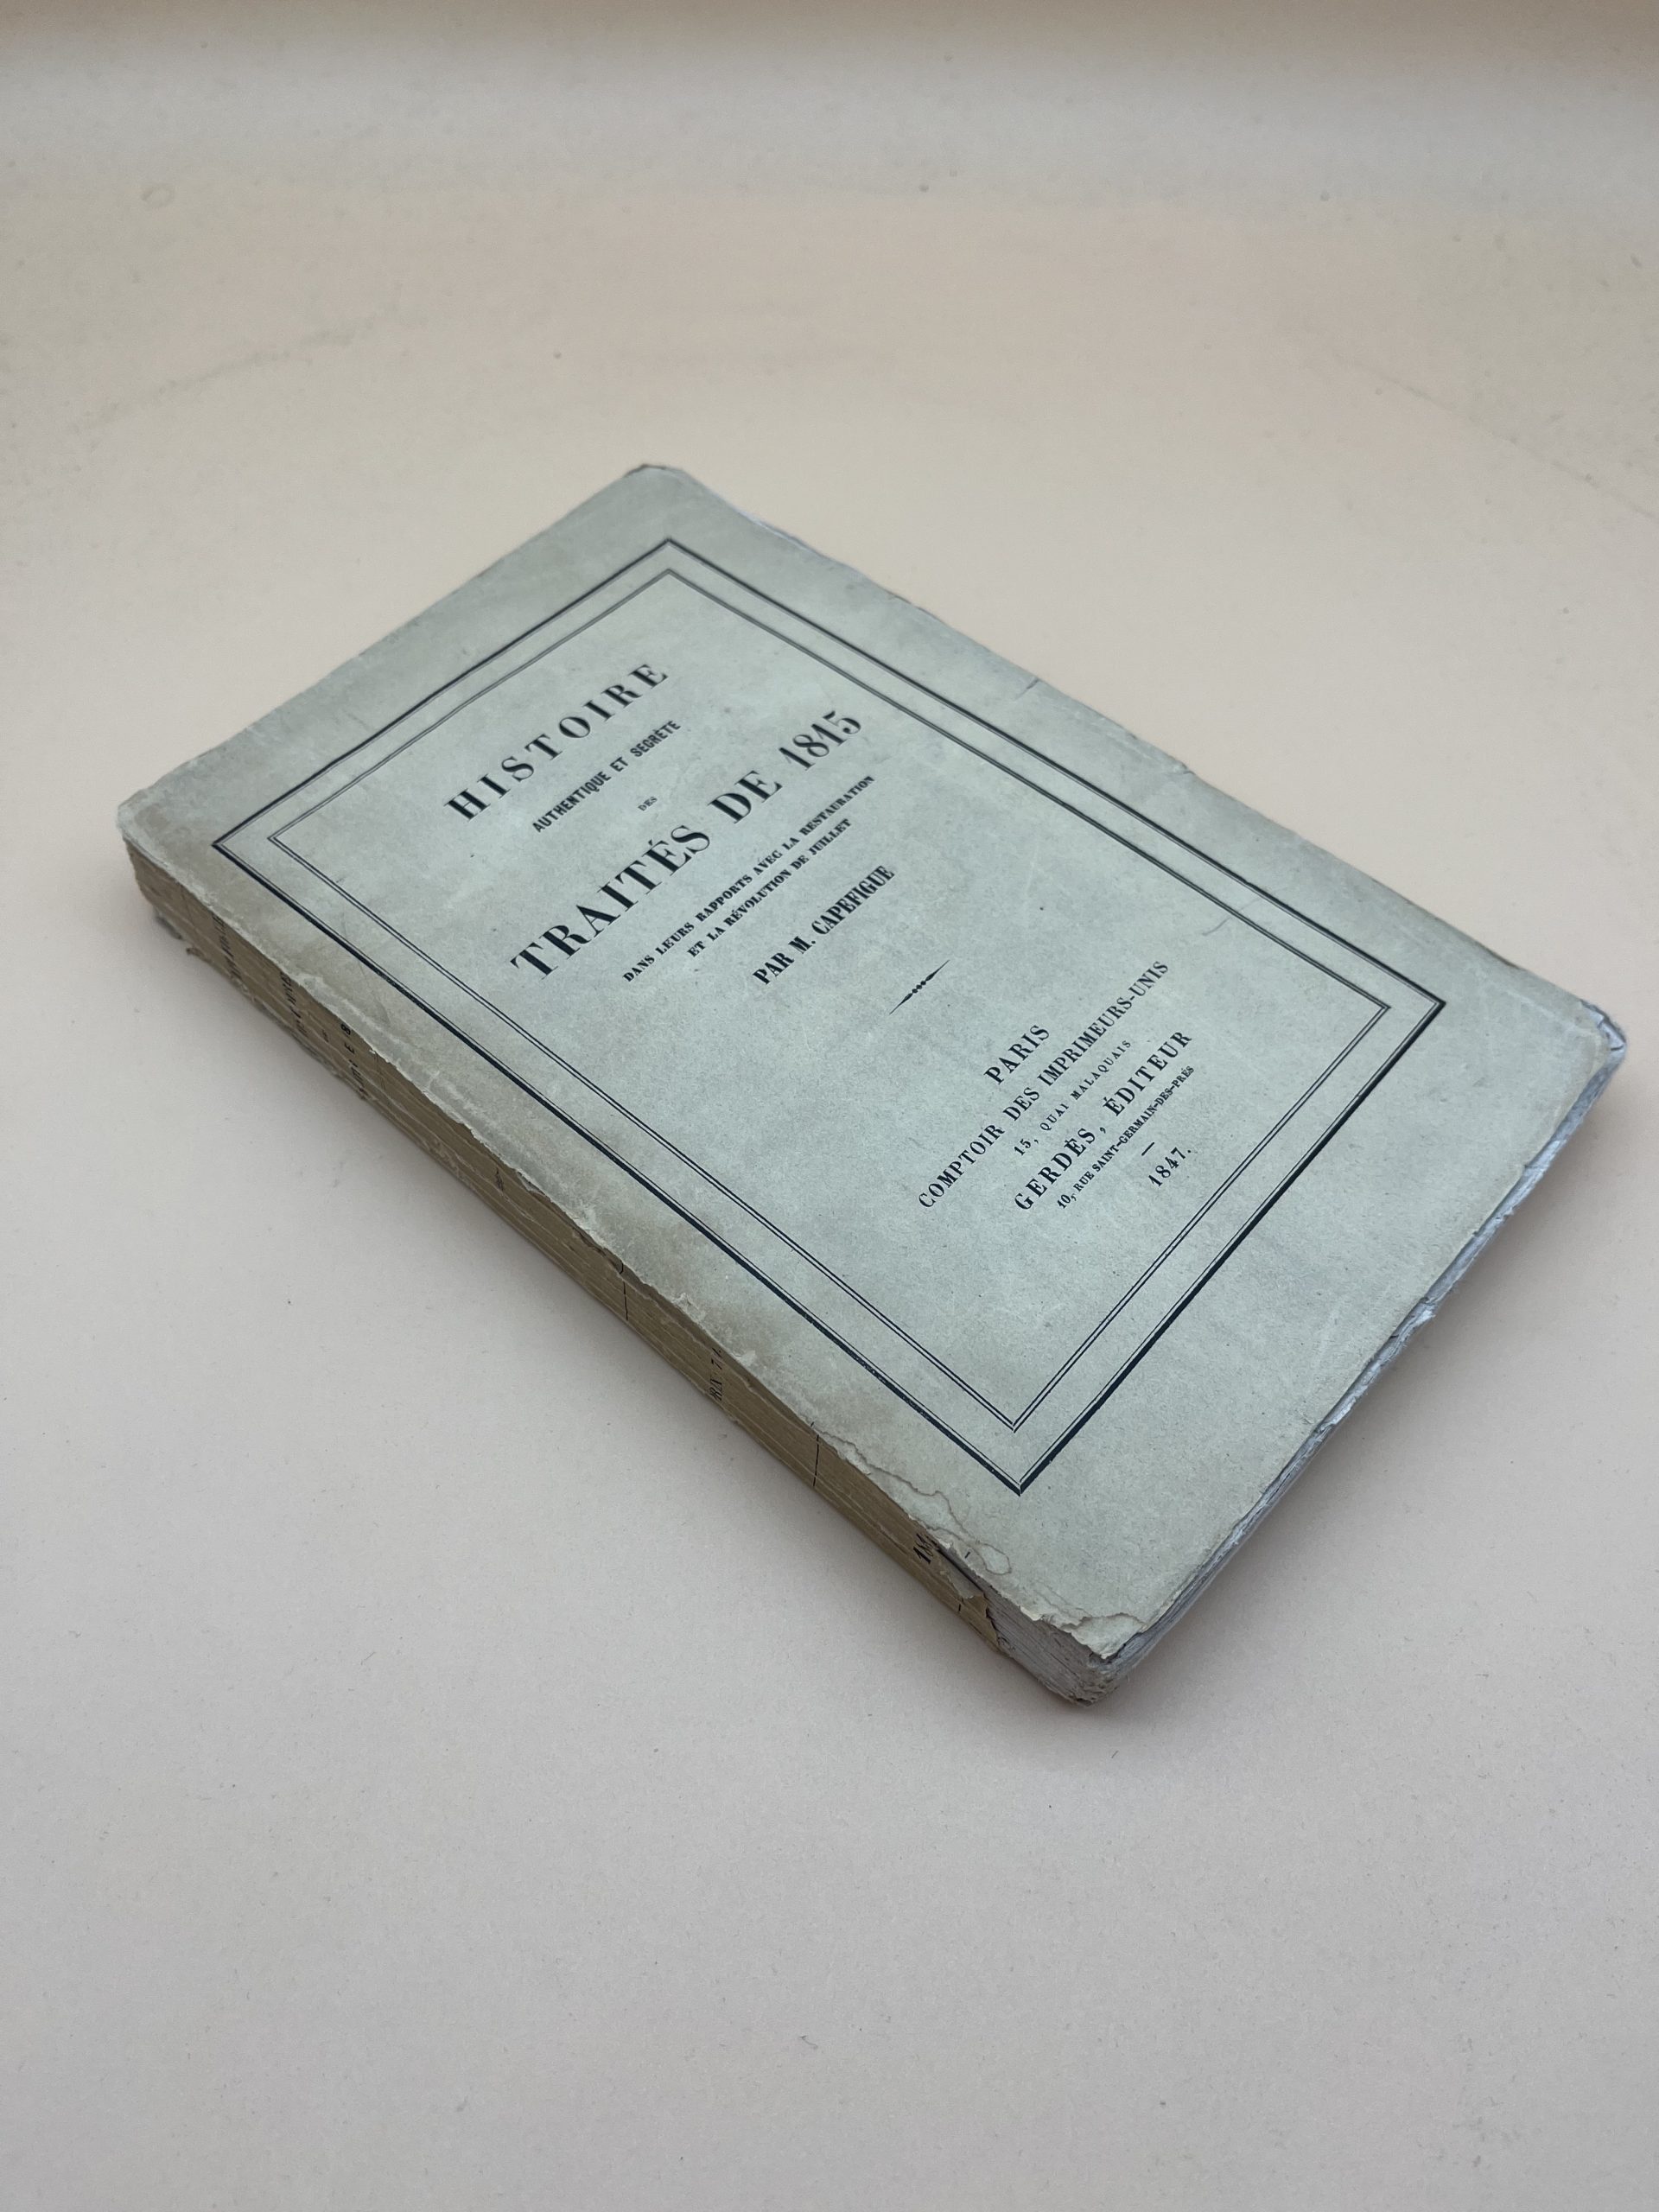 HISTOIRE
AUTHENTIQUE ET SECRÈTE
DES
TRAITÉS DE 1815
DANS LEURS RAPPORTS AVEC LA RESTAURATION
ET LA RÉVOLUTION DE JUILLET
PAR M. CAPEFIGUE
PARIS
COMPTOIR DES IMPRIMEURS-UNIS
15, QUAI MALAQUAIS
GERDÈS, ÉDITEUR
10, RUE SAINT-GERMAIN-DES-PRÉS
1847.